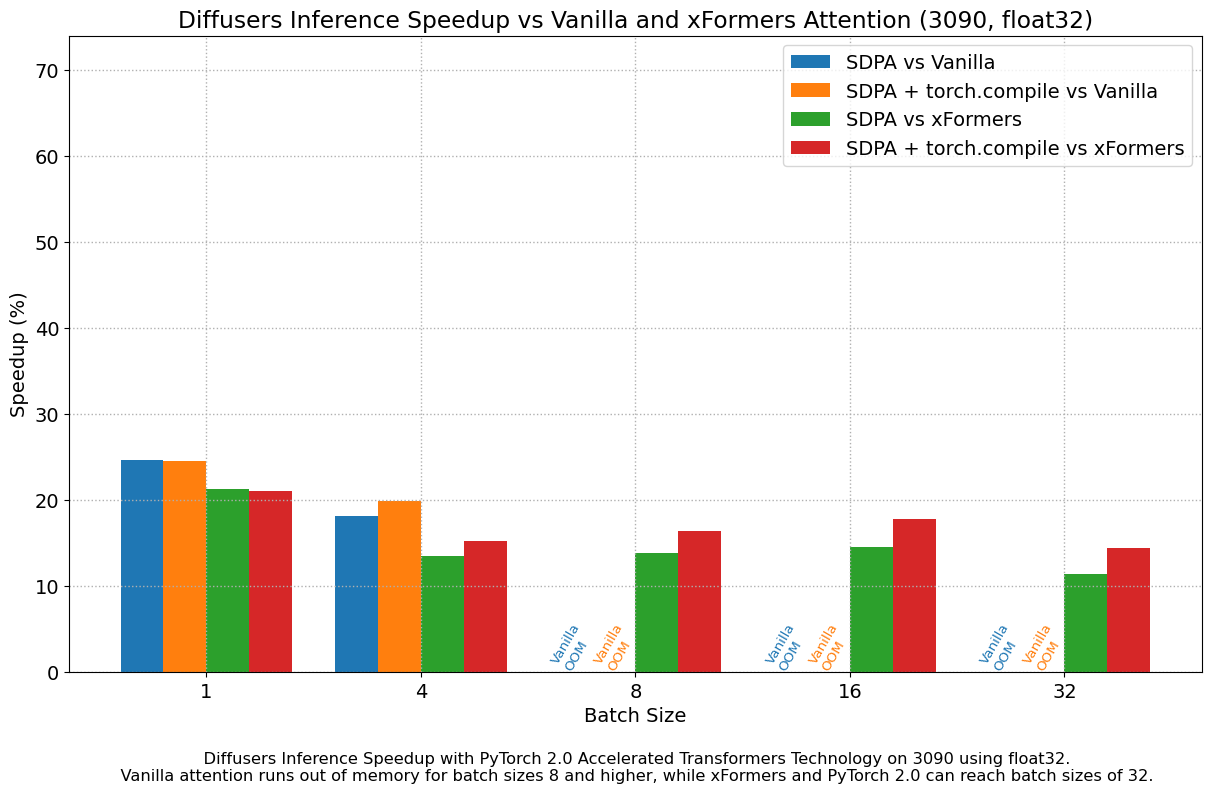 Diffusers Inference Speedup vs Vanilla and xFormers Attention (3090, float32)
SDPA vs Vanilla
SDPA + torch.compile vs Vanilla
SDPA vs xFormers
SDPA + torch.compile vs xFormers
Speedup (%)
70
60
50
40
30
20
10
0
Vanilla
OOM
Vanilla
OOM
Vanilla
OOM
Vanilla
OOM
Vanilla
OOM
Vanilla
OOM
1 4 8 16 32
Batch Size
Diffusers Inference Speedup with PyTorch 2.0 Accelerated Transformers Technology on 3090 using float32.
Vanilla attention runs out of memory for batch sizes 8 and higher, while xFormers and PyTorch 2.0 can reach batch sizes of 32.